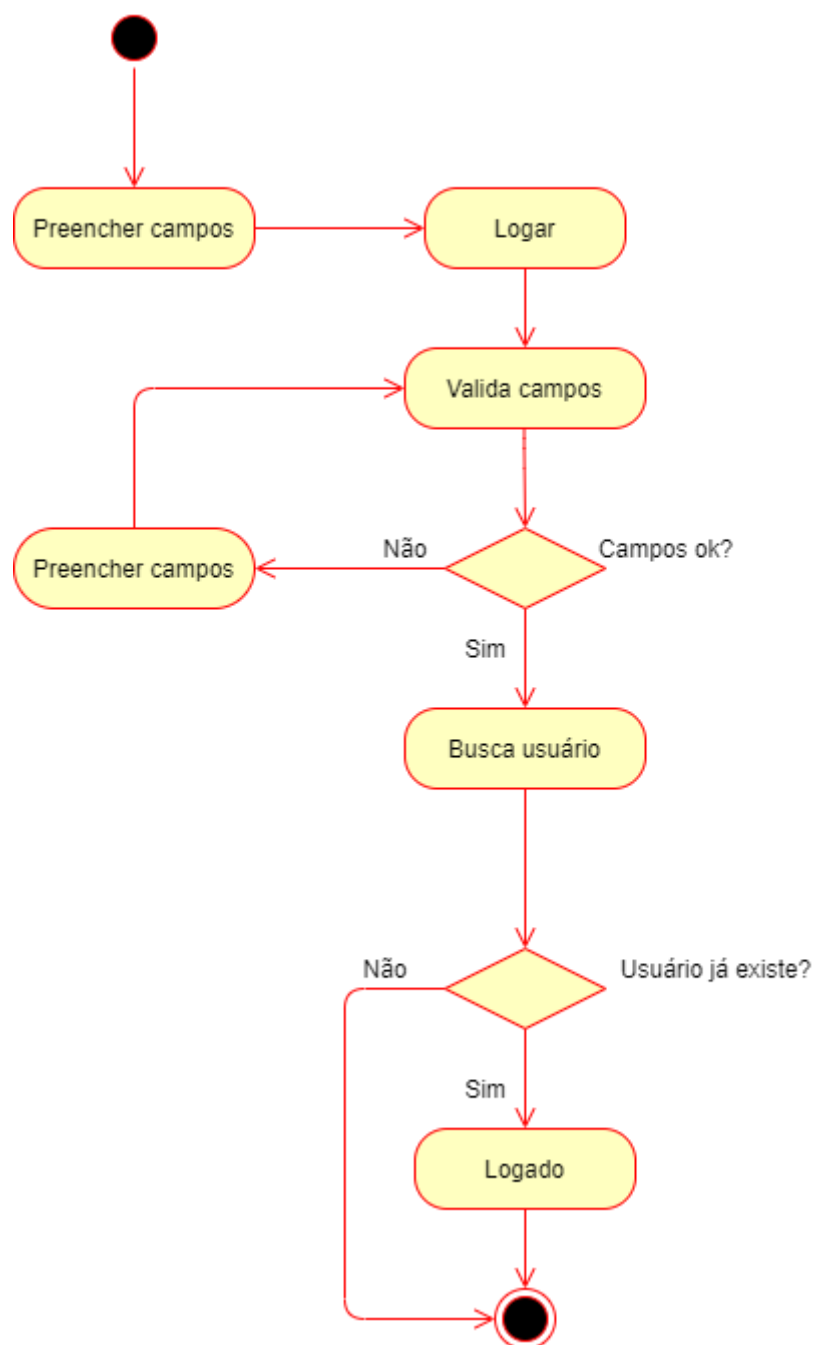 Preencher campos
Logar
Valida campos
Não
Campos ok?
Preencher campos
Sim
Busca usuário
Não
Usuário já existe?
Sim
Logado